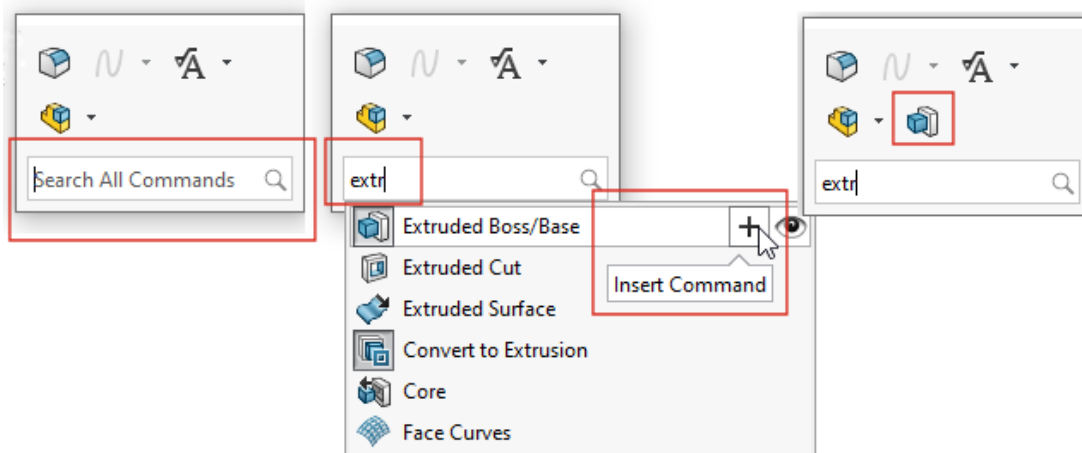 Search All Commands
extr
Extruded Boss/Base
Insert Command
Extruded Cut
Extruded Surface
Convert to Extrusion
Core
Face Curves
extr